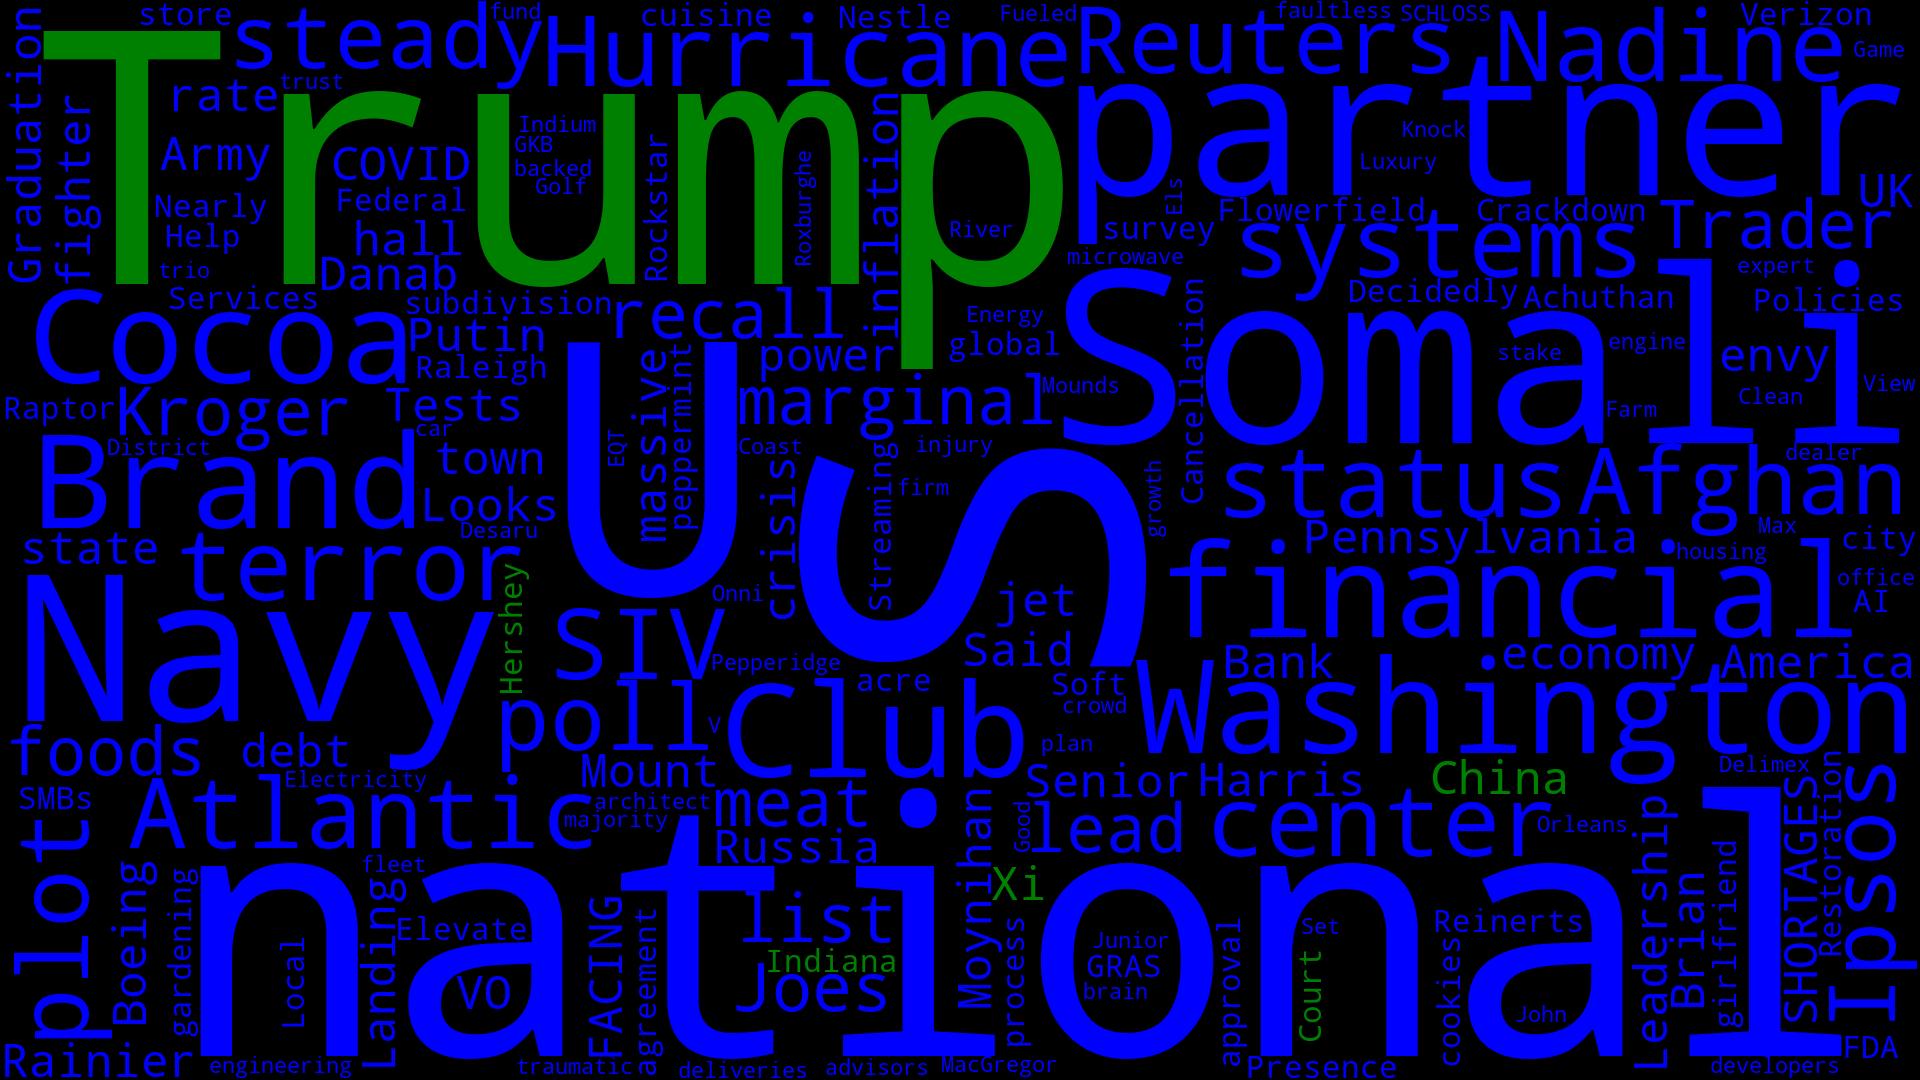 Graduation
store
steady
fund
Hurricane
cuisine
Nestle
Fueled
Reuters
faultless
SCHLOSS
Nadine
Verizon
Game
Trump
fighter
rate
trust
Army
COVID
Indium
GKB
backed
Golf
Rockstar
Roxburghe
inflation
partner
Knock
Luxury
Els
UK
Nearly
Federal
Help
hall
trio
Danab
River
survey
Flowerfield
Crackdown
Trader
microwave
systems
expert
Services
subdivision
recall
Energy
Decidedly
Achuthan
Policies
Cocoa
Putin
Raleigh
power
global
Cancellation
Somali
stake
engine
envy
Raptor
Kroger
Tests
car
massive
peppermint
marginal
Mounds
Farm
Clean
View
District
Brand
town
Looks
Desaru
U
EQT
Coast
crisis
Streaming
injury
firm
growth
S
status
Afghan
dealer
Max
state
terror
Pennsylvania
housing
city
Navy
Hershey
SIV
Onni
jet
Said
financial
office
AI
Pepperidge
acre
Soft
crowd
Bank
economy
America
foods
debt
poll
V
Club
plan
Washington
SMBs
Electricity
Mount
Senior
Harris
China
Delimex
plot
Atlantic
architect
majority
meat
Russia
Moynihan
Good
lead
center
Orleans
Leadership
SHORTAGES
Restoration
Ipsos
Boeing
gardening
fleet
Landing
national
Local
Elevate
VO
FACING
agreement
list
Indiana
Joes
Xi
process
Junior
GRAS
brain
approval
Set
Court
Reinerts
cookies
John
Brian
girlfriend
Rainier
engineering
traumatic
deliveries
advisors
MacGregor
Presence
developers
FDA